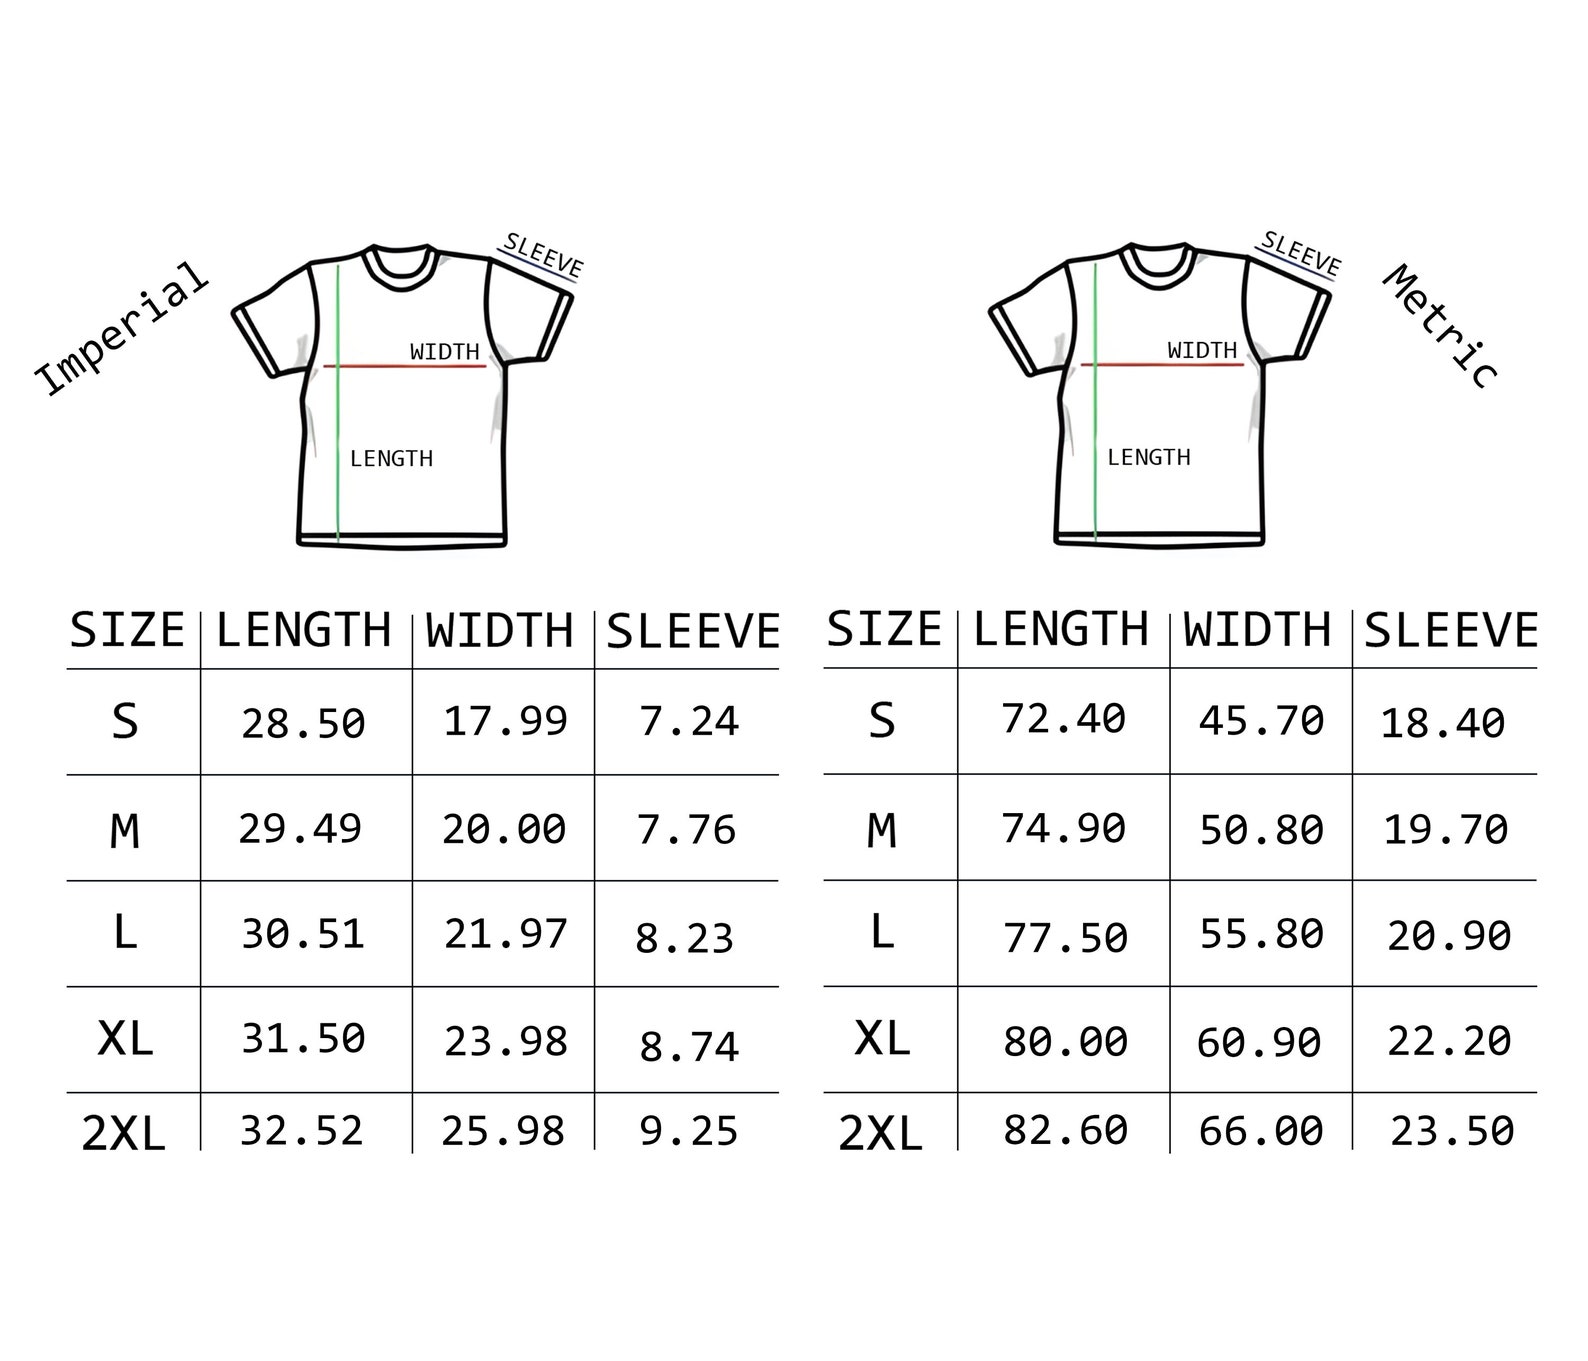 Imperial
SLEEVE
WIDTH
LENGTH
SIZE LENGTH WIDTH SLEEVE
S 28.50 17.99 7.24
M 29.49 20.00 7.76
L 30.51 21.97 8.23
XL 31.50 23.98 8.74
2XL 32.52 25.98 9.25
Metric
SLEEVE
WIDTH
LENGTH
SIZE LENGTH WIDTH SLEEVE
S 72.40 45.70 18.40
M 74.90 50.80 19.70
L 77.50 55.80 20.90
XL 80.00 60.90 22.20
2XL 82.60 66.00 23.50